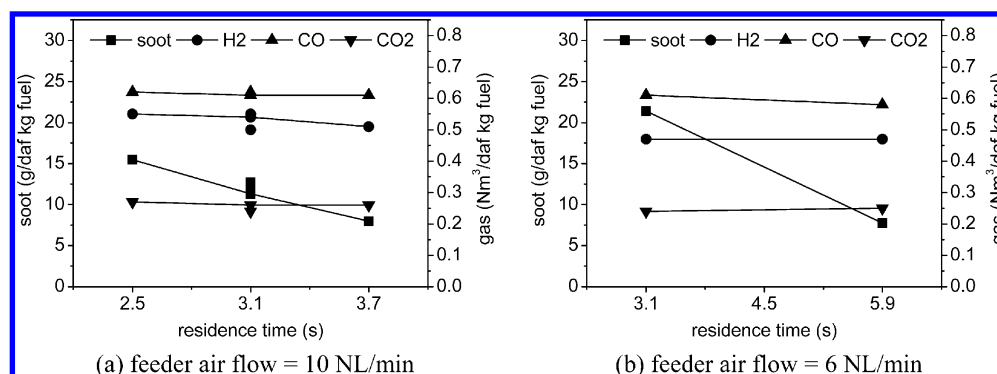 soot H2 CO CO2
30
25
20
15
10
5
0
soot (g/daf kg fuel)
0.8
0.7
0.6
0.5
0.4
0.3
0.2
0.1
0.0
gas (Nm³/daf kg fuel)
2.5 3.1 3.7
residence time (s)
(a) feeder air flow = 10 NL/min
soot H2 CO CO2
30
25
20
15
10
5
0
soot (g/daf kg fuel)
0.8
0.7
0.6
0.5
0.4
0.3
0.2
0.1
0.0
gas (Nm³/daf kg fuel)
3.1 4.5 5.9
residence time (s)
(b) feeder air flow = 6 NL/min